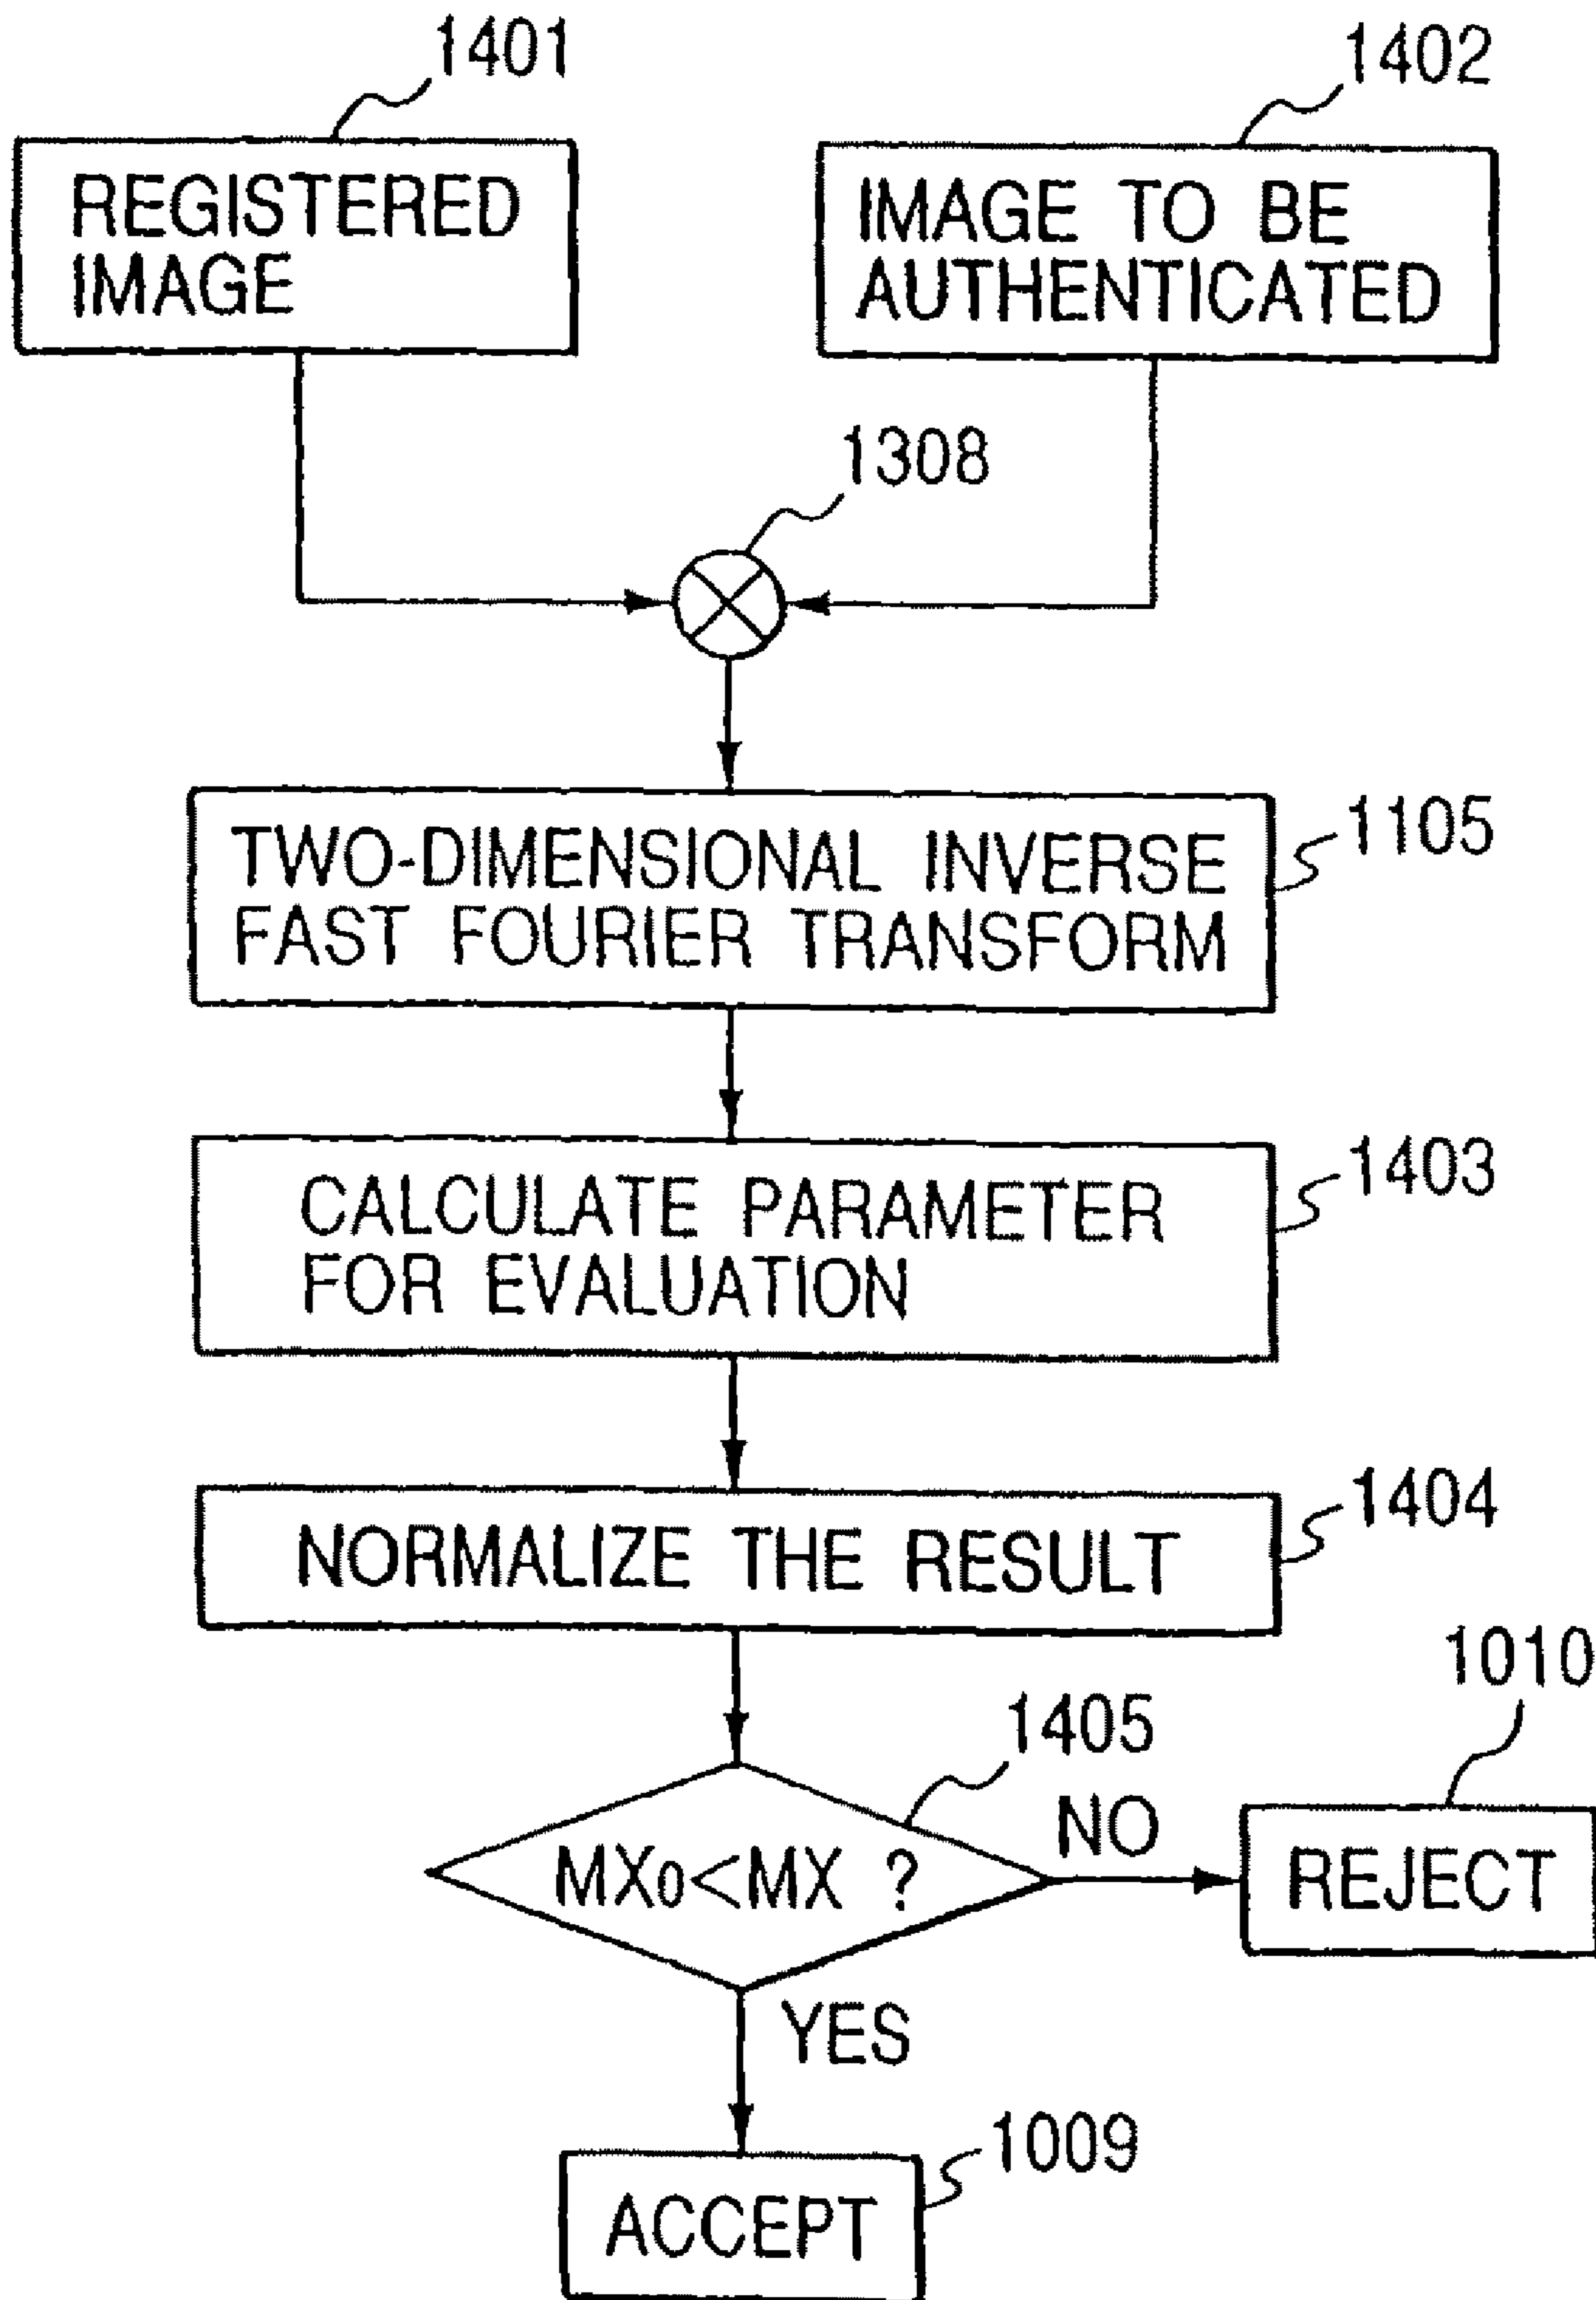 1401
1402
REGISTERED
IMAGE
IMAGE TO BE
AUTHENTICATED
1308
TWO-DIMENSIONAL INVERSE
FAST FOURIER TRANSFORM
1105
CALCULATE PARAMETER
FOR EVALUATION
1403
NORMALIZE THE RESULT
1404
1010
1405
MX0<MX ?
NO
REJECT
YES
1009
ACCEPT